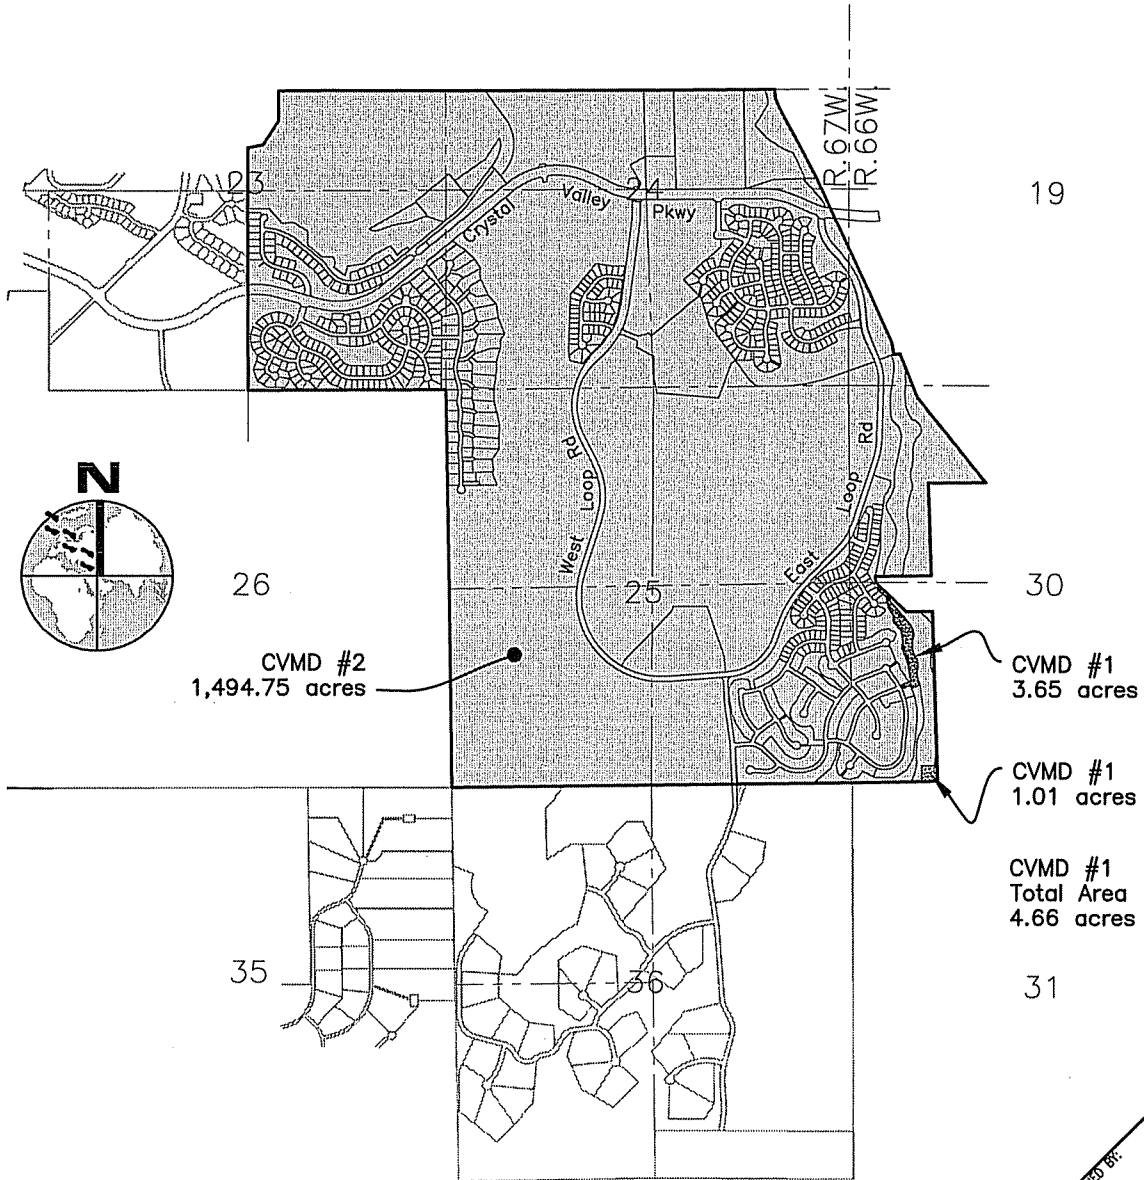 R.67W.
R.66W.
23
24
19
Crystal
Valley
Pkwy
West
Loop
Rd
East
Loop
Rd
N
26
25
30
CVMD #2
1,494.75 acres
CVMD #1
3.65 acres
CVMD #1
1.01 acres
CVMD #1
Total Area
4.66 acres
35
36
31
BY: